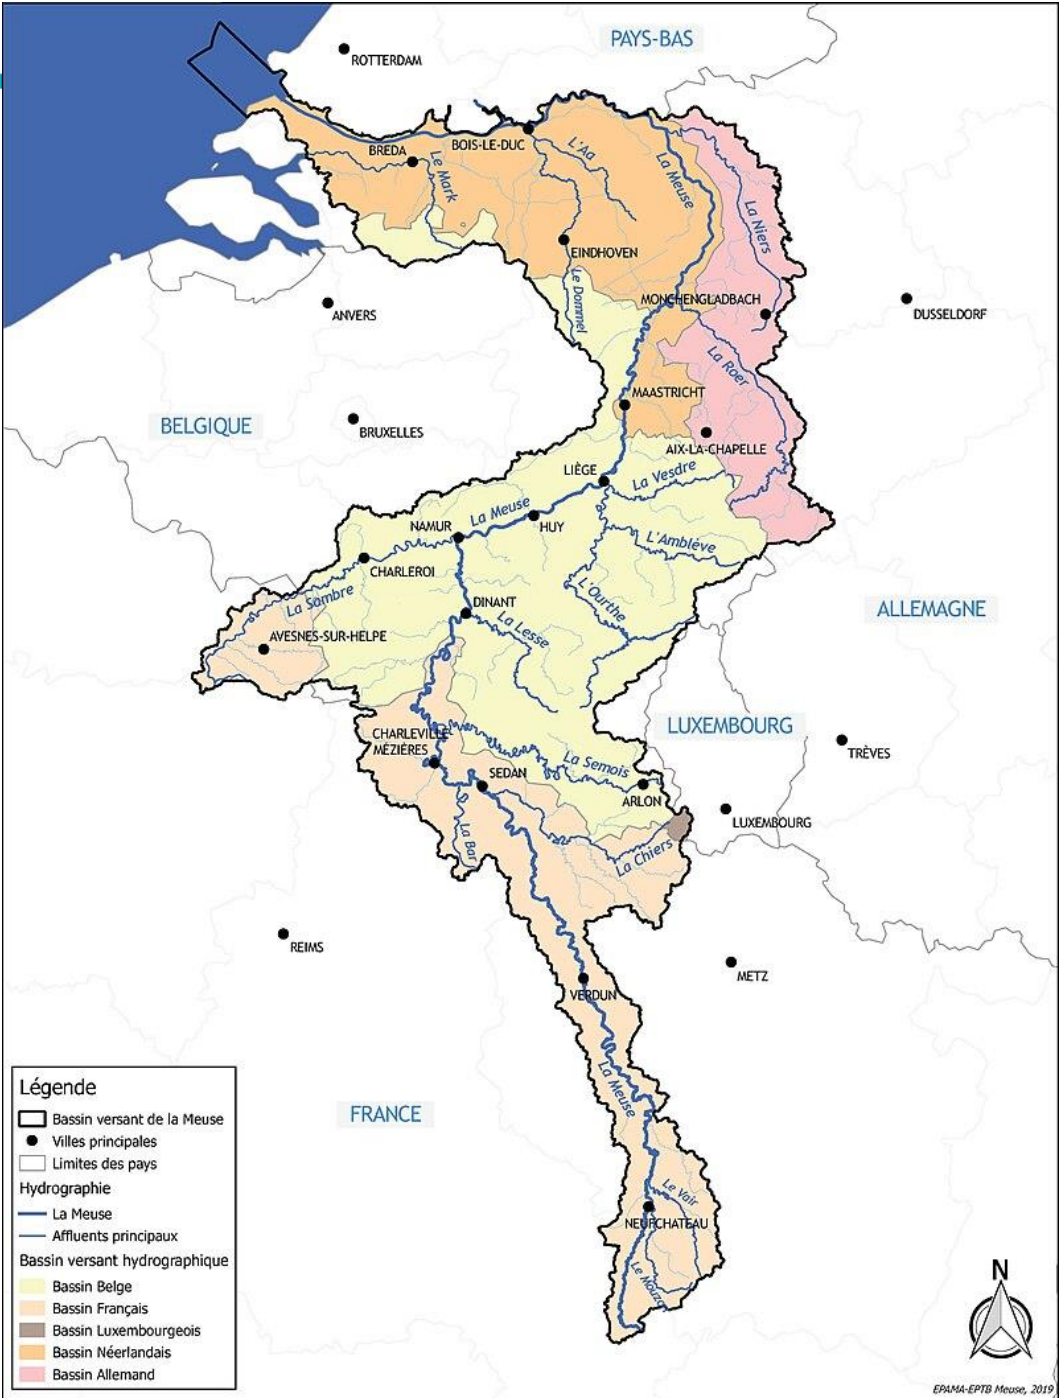 PAYS-BAS
ROTTERDAM
BREDA
Le Mark
BOIS-LE-DUC
L'Aa
La Meuse
La Niers
EINDHOVEN
Le Dommel
MONCHENGLADBACH
DUSSELDORF
ANVERS
La Roer
MAASTRICHT
BELGIQUE
BRUXELLES
AIX-LA-CHAPELLE
LIÈGE
La Vesdre
La Meuse
NAMUR
HUY
L'Amblève
CHARLEROI
La Sambre
L'Ourthe
DINANT
La Lesse
ALLEMAGNE
AVESNES-SUR-HELPE
LUXEMBOURG
CHARLEVILLE
MÉZIÈRES
TRÈVES
La Semois
SEDAN
ARLON
LUXEMBOURG
La Bar
La Chiers
REIMS
METZ
VERDUN
La Meuse
FRANCE
Le Vair
NEUFCHATEAU
Le Mouzon
Légende
Bassin versant de la Meuse
Villes principales
Limites des pays
Hydrographie
La Meuse
Affluents principaux
Bassin versant hydrographique
Bassin Belge
Bassin Français
Bassin Luxembourgeois
Bassin Néerlandais
Bassin Allemand
N
EPAMA-EPTB Meuse, 2019